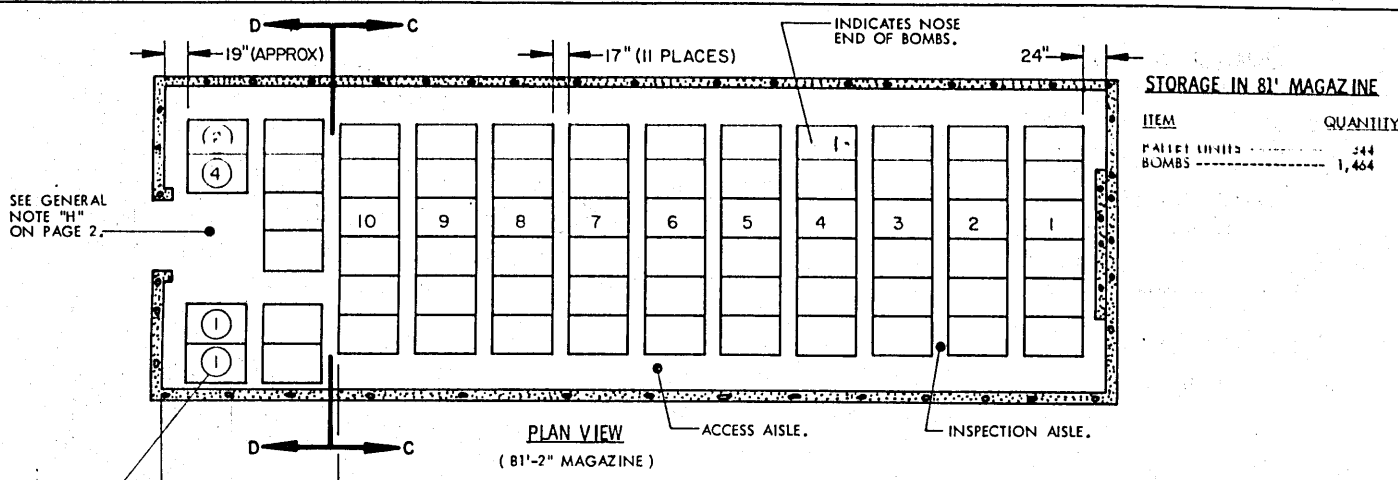 D C
INDICATES NOSE
END OF BOMBS.
19" (APPROX)
17" (11 PLACES)
24"
STORAGE IN 81' MAGAZINE
ITEM QUANTITY
BOMBS ------------ 1,464
1
4
SEE GENERAL
NOTE "H"
ON PAGE 2.
10 9 8 7 6 5 4 3 2 1
1
1
PLAN VIEW
(81'-2" MAGAZINE)
ACCESS AISLE.
INSPECTION AISLE.
D C